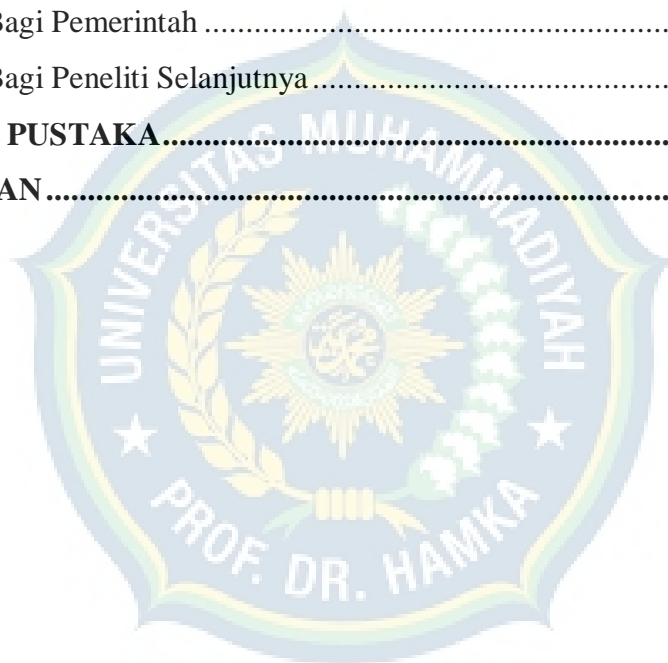 Bagi Pemerintah ............................................................
Bagi Peneliti Selanjutnya ............................................
PUSTAKA ................................................................
AN ..............................................................................
UNIVERSITAS MUHAMMADIYAH
PROF. DR. HAMKA